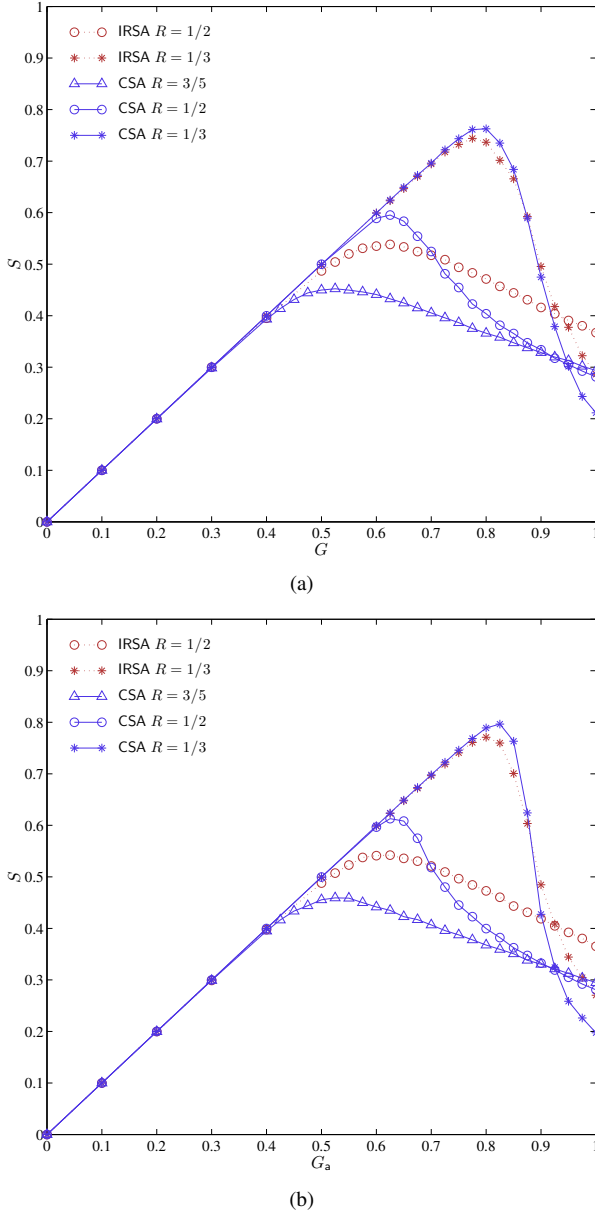 1
0.9
0.8
0.7
0.6
0.5
0.4
0.3
0.2
0.1
0
S
IRSA R = 1/2
IRSA R = 1/3
CSA R = 3/5
CSA R = 1/2
CSA R = 1/3
0 0.1 0.2 0.3 0.4 0.5 0.6 0.7 0.8 0.9 1
G
(a)
1
0.9
0.8
0.7
0.6
0.5
0.4
0.3
0.2
0.1
0
S
IRSA R = 1/2
IRSA R = 1/3
CSA R = 3/5
CSA R = 1/2
CSA R = 1/3
0 0.1 0.2 0.3 0.4 0.5 0.6 0.7 0.8 0.9 1
Gₐ
(b)